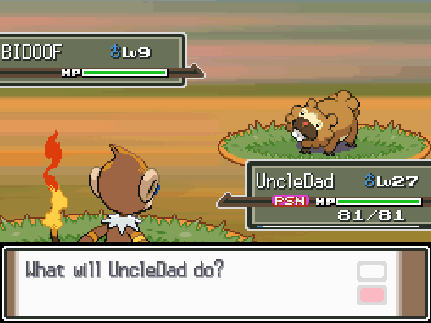 BIDOOF ♂Lv9
HP
UncleDad ♂Lv27
PSN HP
81/81
What will UncleDad do?